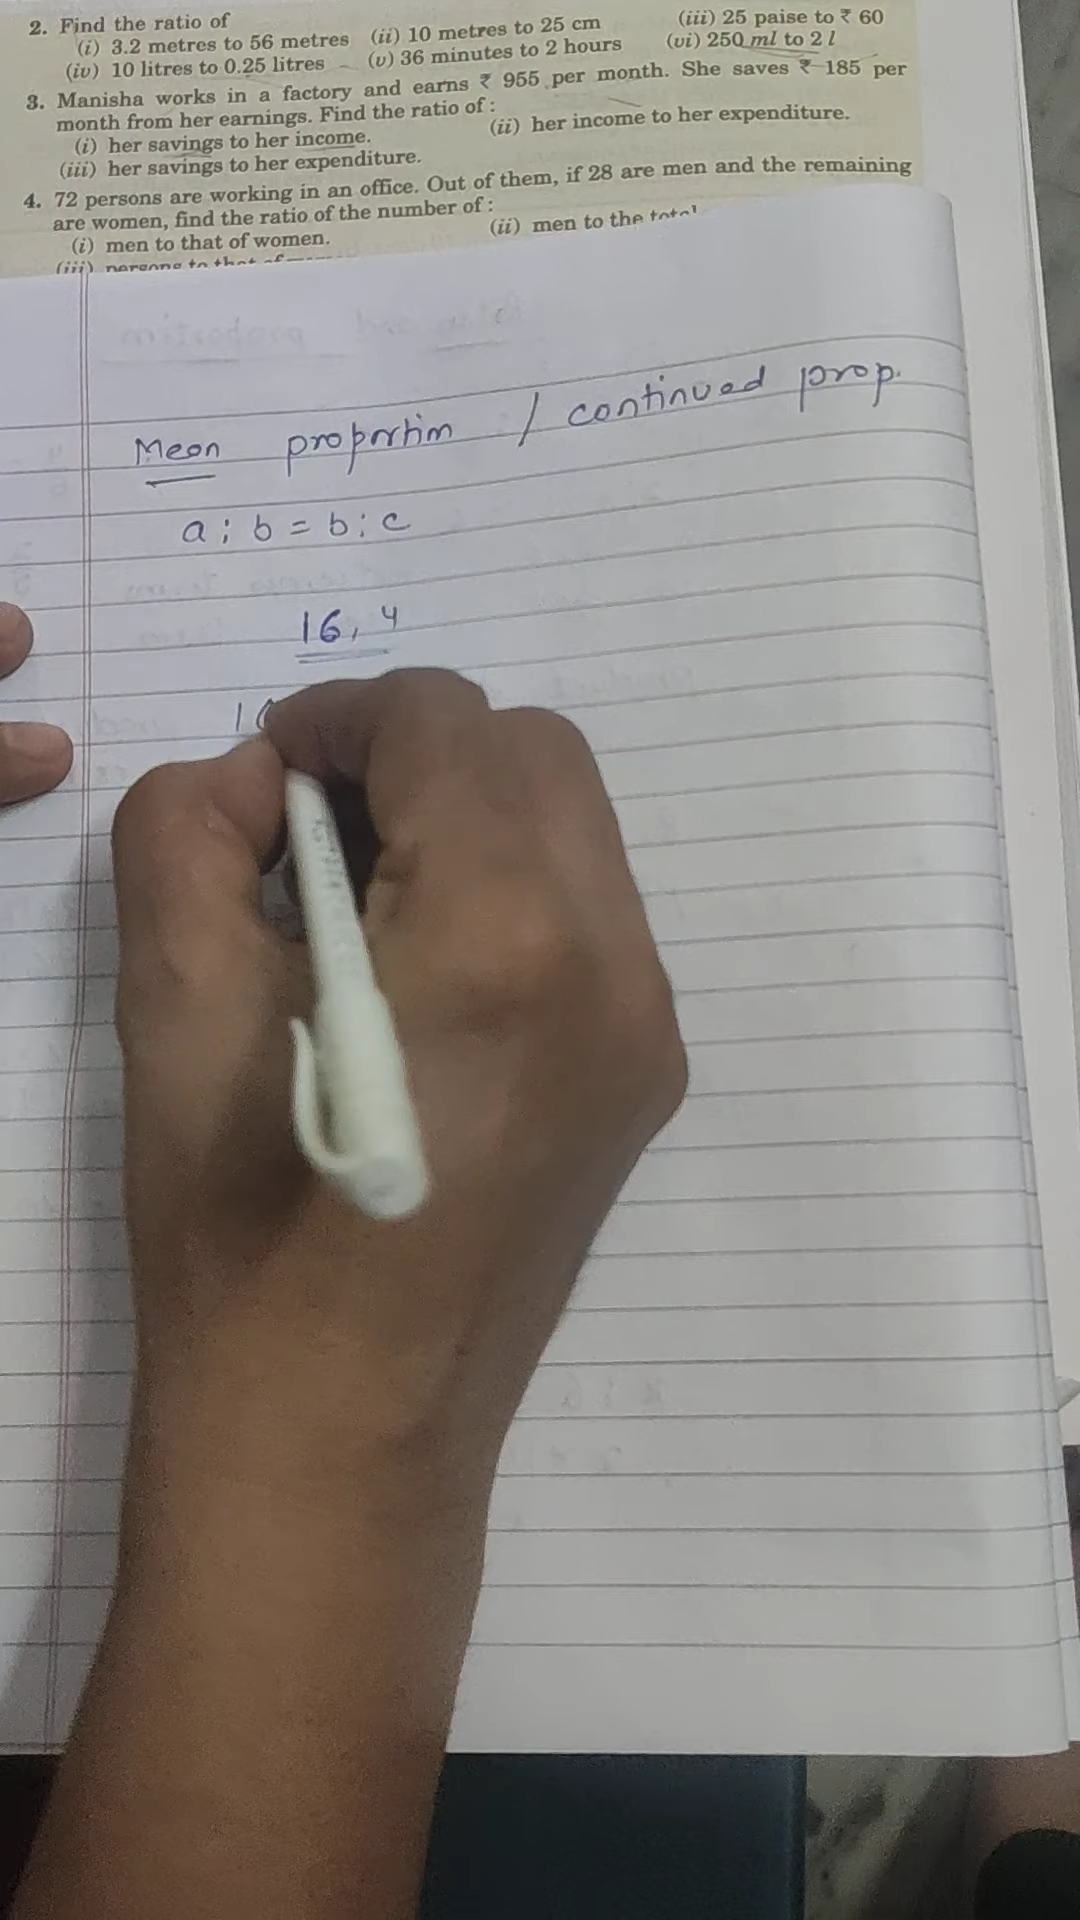 2. Find the ratio of
(i) 3.2 metres to 56 metres (ii) 10 metres to 25 cm (iii) 25 paise to ₹ 60
(iv) 10 litres to 0.25 litres (v) 36 minutes to 2 hours (vi) 250 ml to 2 l
3. Manisha works in a factory and earns ₹ 955 per month. She saves ₹ 185 per
month from her earnings. Find the ratio of :
(i) her savings to her income. (ii) her income to her expenditure.
(iii) her savings to her expenditure.
4. 72 persons are working in an office. Out of them, if 28 are men and the remaining
are women, find the ratio of the number of :
(i) men to that of women. (ii) men to the total
(iii) persons to that of
Mean proportion / continued prop.
a : b = b : c
16, 4